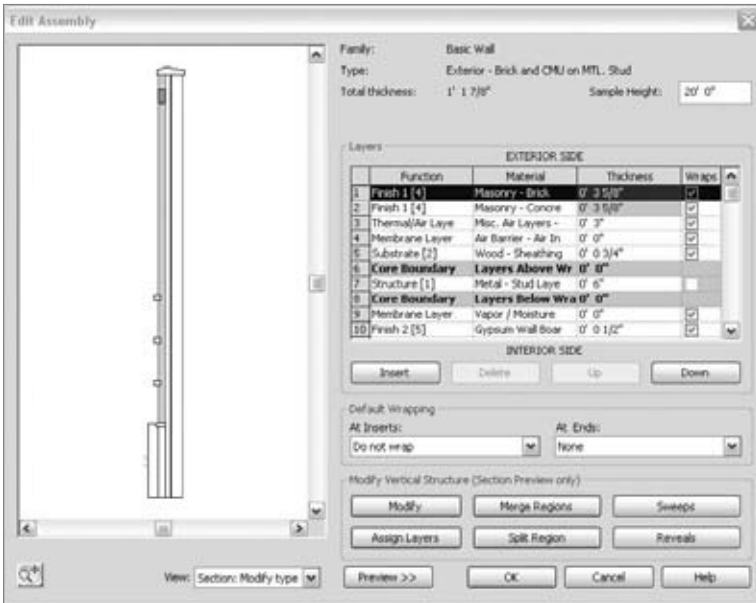 Edit Assembly
Family: Basic Wall
Type: Exterior - Brick and CMU on MTL. Stud
Total thickness: 1' 1 7/8" Sample Height: 20' 0"
Layers
EXTERIOR SIDE
Function Material Thickness Wraps
1 Finish 1 [4] Masonry - Brick 0' 3 5/8"
2 Finish 1 [4] Masonry - Concre 0' 3 5/8"
3 Thermal/Air Laye Misc. Air Layers - 0' 3"
4 Membrane Layer Air Barrier - Air In 0' 0"
5 Substrate [2] Wood - Sheathing 0' 0 3/4"
6 Core Boundary Layers Above Wr 0' 0"
7 Structure [1] Metal - Stud Laye 0' 6"
8 Core Boundary Layers Below Wra 0' 0"
9 Membrane Layer Vapor / Moisture 0' 0"
10 Finish 2 [5] Gypsum Wall Boar 0' 0 1/2"
INTERIOR SIDE
Insert Delete Up Down
Default Wrapping
At Inserts: At Ends:
Do not wrap None
Modify Vertical Structure (Section Preview only)
Modify Merge Regions Sweeps
Assign Layers Split Region Reveals
View: Section: Modify type Preview >> OK Cancel Help